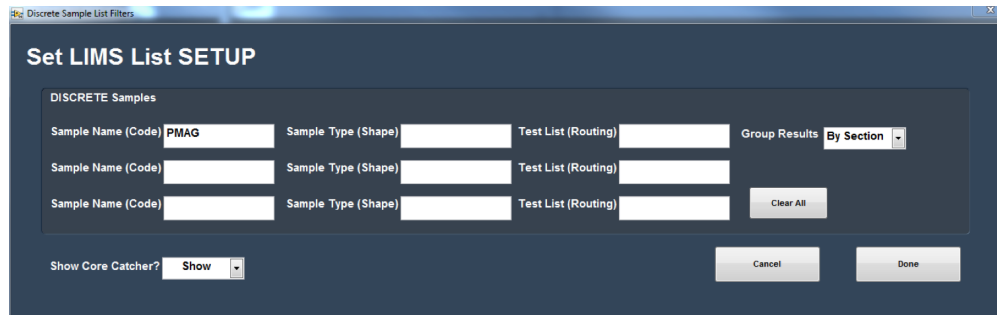 Discrete Sample List Filters
Set LIMS List SETUP
DISCRETE Samples
Sample Name (Code) PMAG Sample Type (Shape) Test List (Routing) Group Results By Section
Sample Name (Code) Sample Type (Shape) Test List (Routing)
Sample Name (Code) Sample Type (Shape) Test List (Routing) Clear All
Show Core Catcher? Show Cancel Done